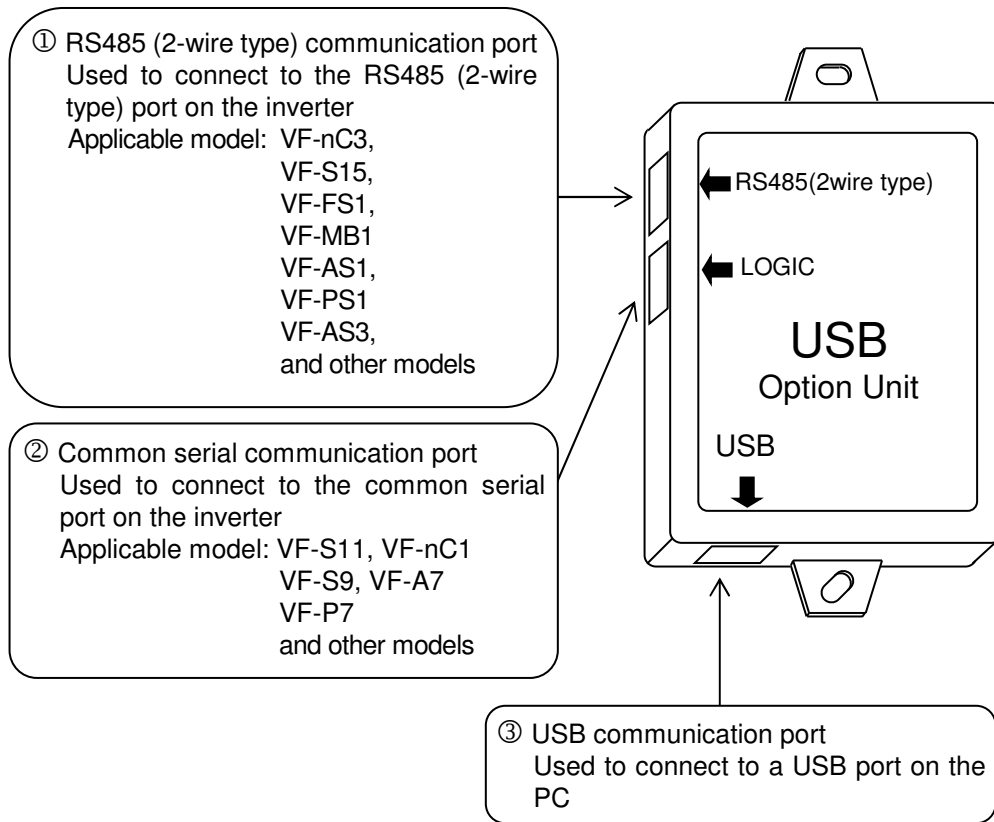 ① RS485 (2-wire type) communication port
Used to connect to the RS485 (2-wire
type) port on the inverter
Applicable model: VF-nC3,
VF-S15,
VF-FS1,
VF-MB1
VF-AS1,
VF-PS1
VF-AS3,
and other models
② Common serial communication port
Used to connect to the common serial
port on the inverter
Applicable model: VF-S11, VF-nC1
VF-S9, VF-A7
VF-P7
and other models
RS485(2wire type)
LOGIC
USB
Option Unit
USB
③ USB communication port
Used to connect to a USB port on the
PC